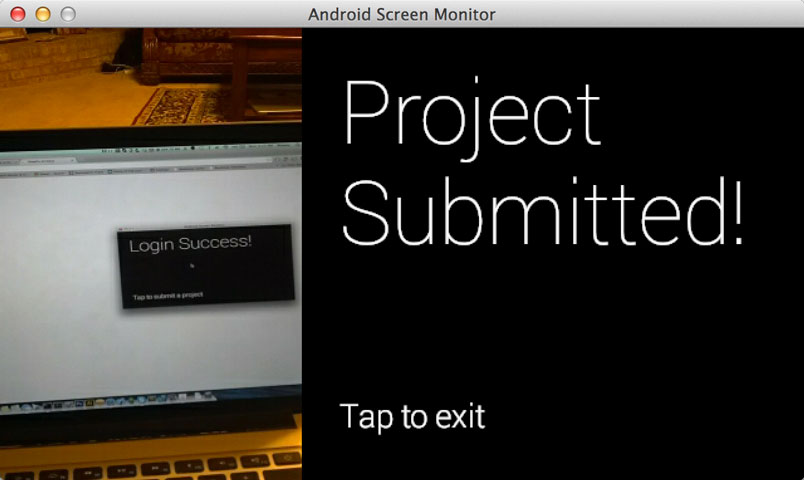 Android Screen Monitor
Project
Submitted!
Tap to exit
Login Success!
Tap to submit a project